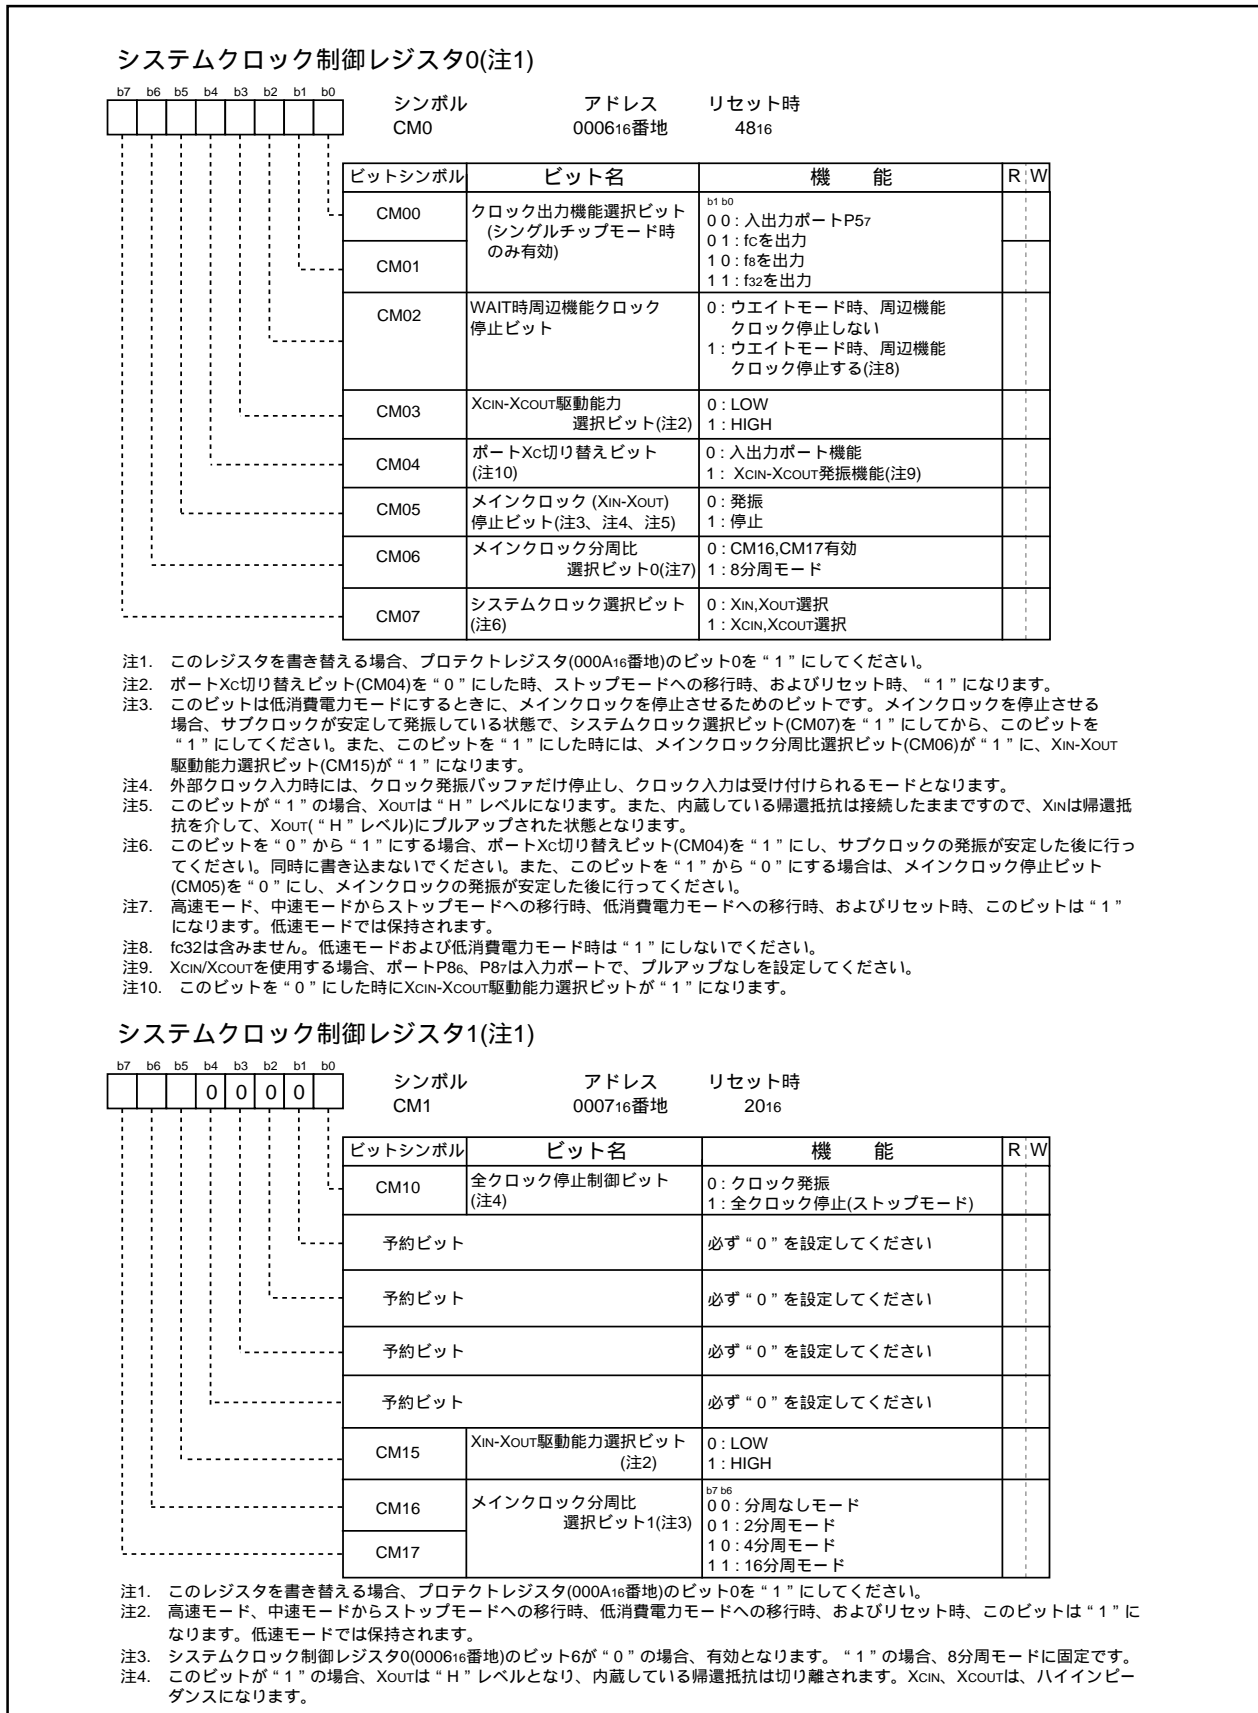 システムクロック制御レジスタ0(注1)
b7 b6 b5 b4 b3 b2 b1 b0
シンボル アドレス リセット時
CM0 000616番地 4816
ビットシンボル ビット名 機 能 R W
CM00 クロック出力機能選択ビット
(シングルチップモード時
のみ有効)
b1 b0
0 0 : 入出力ポートP57
0 1 : fCを出力
CM01
1 0 : f8を出力
1 1 : f32を出力
CM02 WAIT時周辺機能クロック
停止ビット
0 : ウエイトモード時、周辺機能
クロック停止しない
1 : ウエイトモード時、周辺機能
クロック停止する(注8)
CM03 XCIN-XCOUT駆動能力
選択ビット(注2)
0 : LOW
1 : HIGH
CM04 ポートXC切り替えビット
(注10)
0 : 入出力ポート機能
1 : XCIN-XCOUT発振機能(注9)
CM05 メインクロック (XIN-XOUT)
停止ビット(注3、注4、注5)
0 : 発振
1 : 停止
CM06 メインクロック分周比
選択ビット0(注7)
0 : CM16,CM17有効
1 : 8分周モード
CM07 システムクロック選択ビット
(注6)
0 : XIN,XOUT選択
1 : XCIN,XCOUT選択
注1. このレジスタを書き替える場合、プロテクトレジスタ(000A16番地)のビット0を“1”にしてください。
注2. ポートXC切り替えビット(CM04)を“0”にした時、ストップモードへの移行時、およびリセット時、“1”になります。
注3. このビットは低消費電力モードにするときに、メインクロックを停止させるためのビットです。メインクロックを停止させる
場合、サブクロックが安定して発振している状態で、システムクロック選択ビット(CM07)を“1”にしてから、このビットを
“1”にしてください。また、このビットを“1”にした時には、メインクロック分周比選択ビット(CM06)が“1”に、XIN-XOUT
駆動能力選択ビット(CM15)が“1”になります。
注4. 外部クロック入力時には、クロック発振バッファだけ停止し、クロック入力は受け付けられるモードとなります。
注5. このビットが“1”の場合、XOUTは“H”レベルになります。また、内蔵している帰還抵抗は接続したままですので、XINは帰還抵
抗を介して、XOUT(“H”レベル)にプルアップされた状態となります。
注6. このビットを“0”から“1”にする場合、ポートXC切り替えビット(CM04)を“1”にし、サブクロックの発振が安定した後に行っ
てください。同時に書き込まないでください。また、このビットを“1”から“0”にする場合は、メインクロック停止ビット
(CM05)を“0”にし、メインクロックの発振が安定した後に行ってください。
注7. 高速モード、中速モードからストップモードへの移行時、低消費電力モードへの移行時、およびリセット時、このビットは“1”
になります。低速モードでは保持されます。
注8. fc32は含みません。低速モードおよび低消費電力モード時は“1”にしないでください。
注9. XCIN/XCOUTを使用する場合、ポートP86、P87は入力ポートで、プルアップなしを設定してください。
注10. このビットを“0”にした時にXCIN-XCOUT駆動能力選択ビットが“1”になります。
システムクロック制御レジスタ1(注1)
b7 b6 b5 b4 b3 b2 b1 b0
0 0 0 0
シンボル アドレス リセット時
CM1 000716番地 2016
ビットシンボル ビット名 機 能 R W
CM10 全クロック停止制御ビット
(注4)
0 : クロック発振
1 : 全クロック停止(ストップモード)
予約ビット 必ず“0”を設定してください
予約ビット 必ず“0”を設定してください
予約ビット 必ず“0”を設定してください
予約ビット 必ず“0”を設定してください
CM15 XIN-XOUT駆動能力選択ビット
(注2)
0 : LOW
1 : HIGH
CM16 メインクロック分周比
選択ビット1(注3)
b7 b6
0 0 : 分周なしモード
0 1 : 2分周モード
CM17
1 0 : 4分周モード
1 1 : 16分周モード
注1. このレジスタを書き替える場合、プロテクトレジスタ(000A16番地)のビット0を“1”にしてください。
注2. 高速モード、中速モードからストップモードへの移行時、低消費電力モードへの移行時、およびリセット時、このビットは“1”に
なります。低速モードでは保持されます。
注3. システムクロック制御レジスタ0(000616番地)のビット6が“0”の場合、有効となります。“1”の場合、8分周モードに固定です。
注4. このビットが“1”の場合、XOUTは“H”レベルとなり、内蔵している帰還抵抗は切り離されます。XCIN、XCOUTは、ハイインピー
ダンスになります。